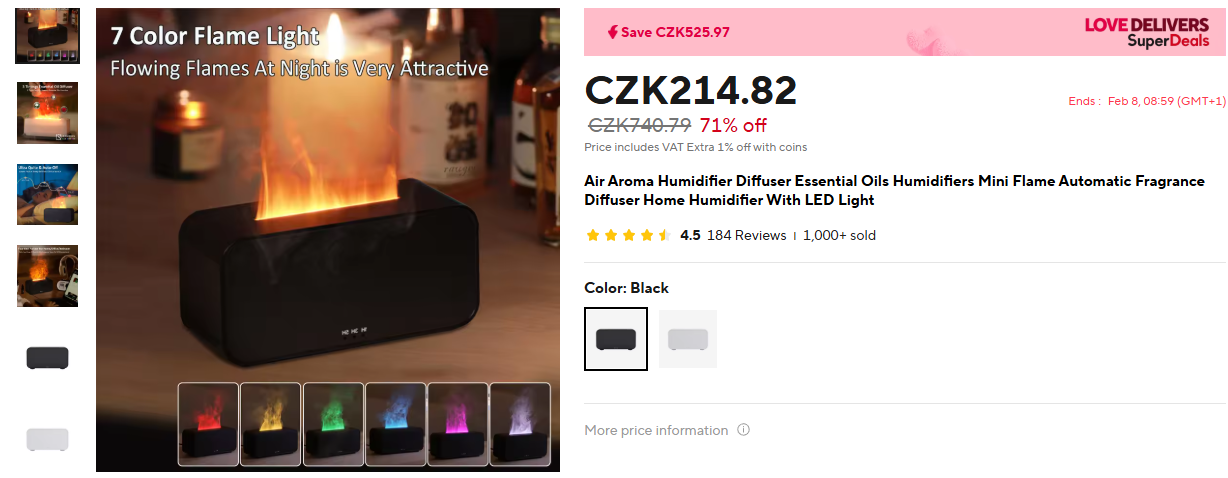 7 Color Flame Light
Flowing Flames At Night is Very Attractive
Save CZK525.97
LOVE DELIVERS
SuperDeals
CZK214.82
Ends : Feb 8, 08:59 (GMT+1)
CZK740.79 71% off
Price includes VAT Extra 1% off with coins
Air Aroma Humidifier Diffuser Essential Oils Humidifiers Mini Flame Automatic Fragrance
Diffuser Home Humidifier With LED Light
4.5 184 Reviews | 1,000+ sold
Color: Black
More price information